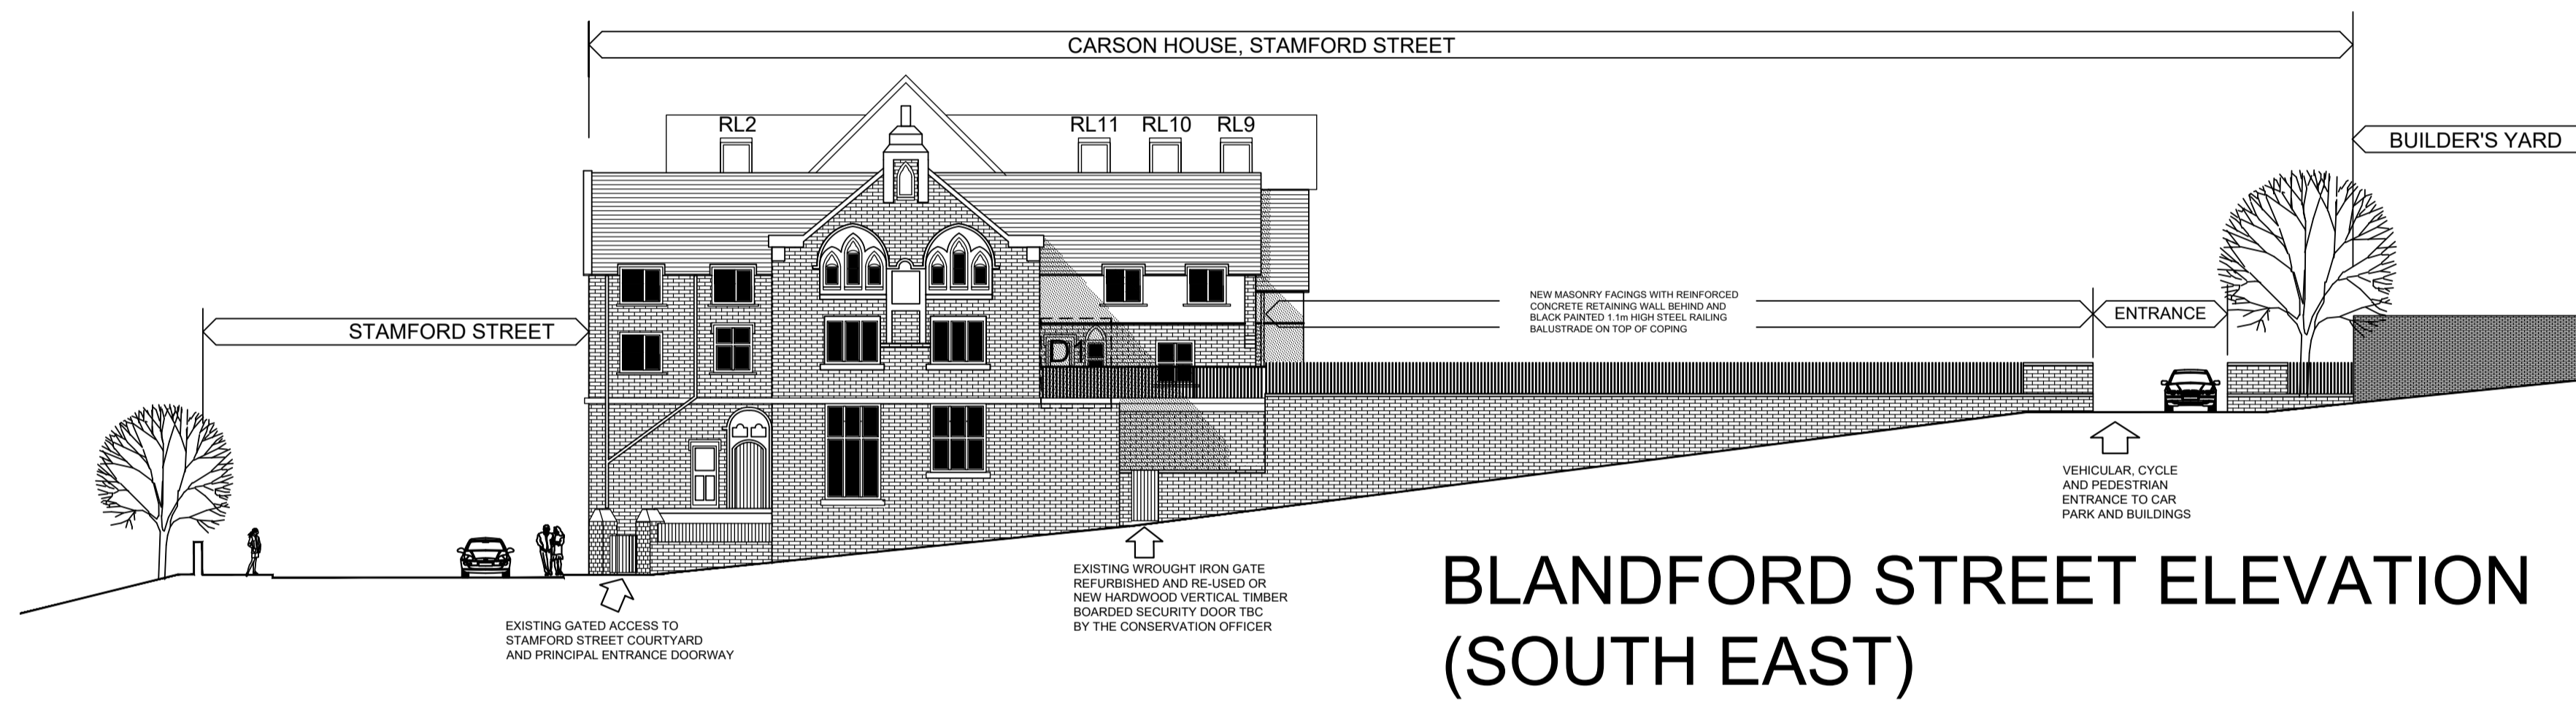 CARSON HOUSE, STAMFORD STREET
RL2
RL11
RL10
RL9
BUILDER'S YARD
STAMFORD STREET
NEW MASONRY FACINGS WITH REINFORCED
CONCRETE RETAINING WALL BEHIND AND
BLACK PAINTED 1.1m HIGH STEEL RAILING
BALUSTRADE ON TOP OF COPING
ENTRANCE
D1
VEHICULAR, CYCLE
AND PEDESTRIAN
ENTRANCE TO CAR
PARK AND BUILDINGS
EXISTING WROUGHT IRON GATE
REFURBISHED AND RE-USED OR
NEW HARDWOOD VERTICAL TIMBER
BOARDED SECURITY DOOR TBC
BY THE CONSERVATION OFFICER
EXISTING GATED ACCESS TO
STAMFORD STREET COURTYARD
AND PRINCIPAL ENTRANCE DOORWAY
BLANDFORD STREET ELEVATION
(SOUTH EAST)